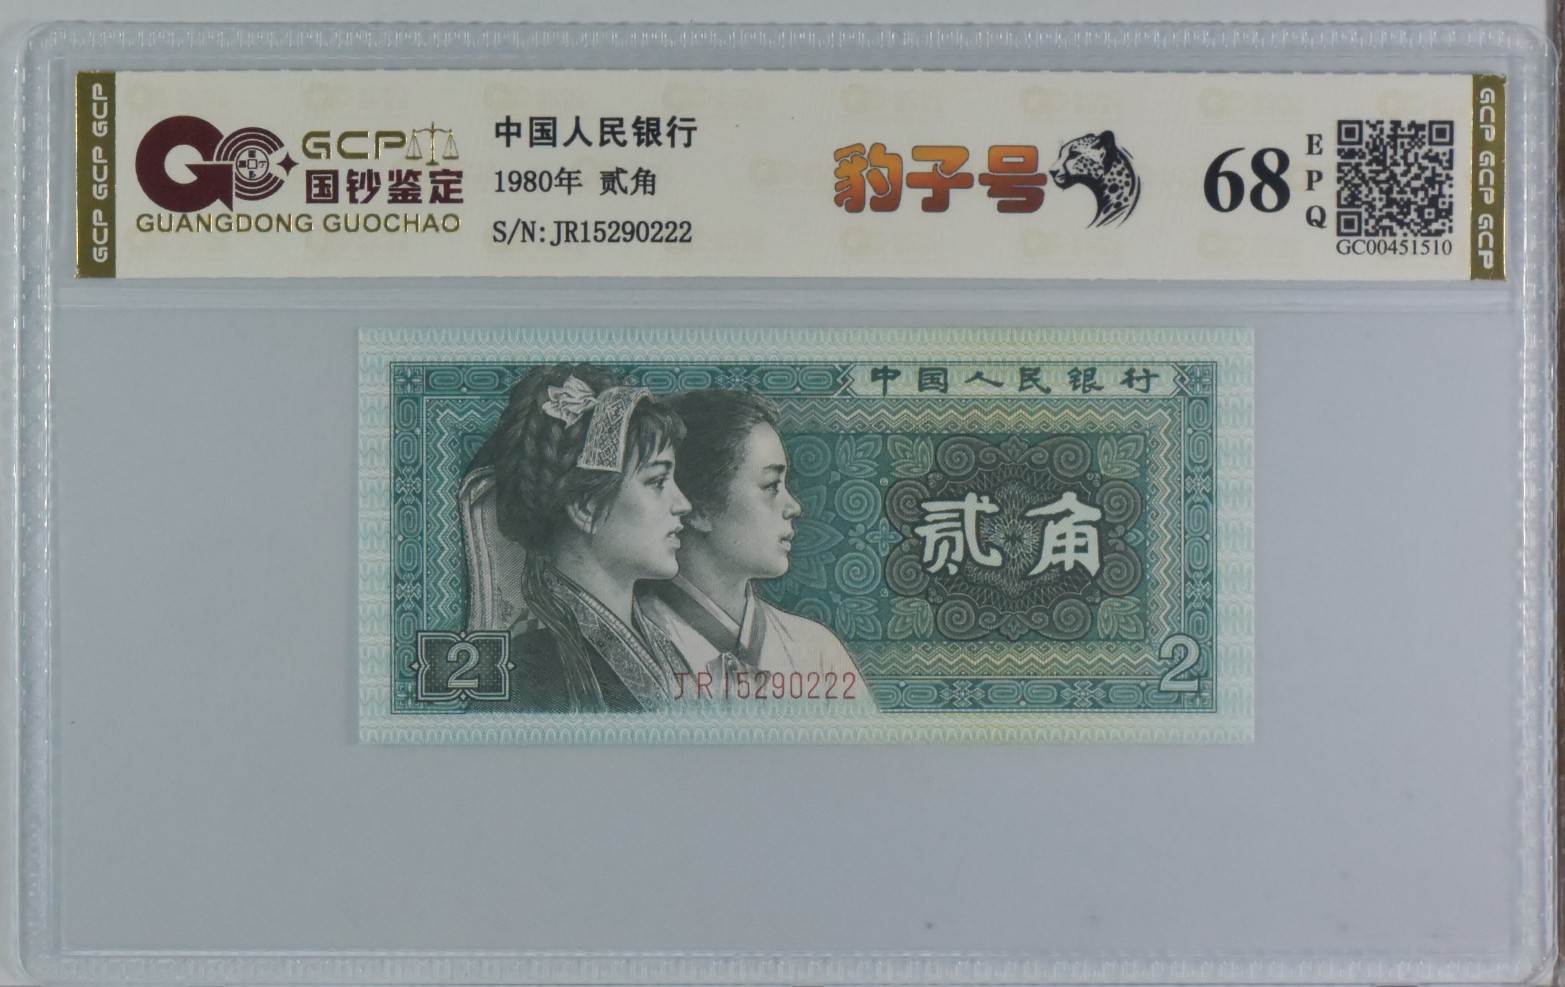 GCP GCP GCP
GCP
国钞鉴定
GUANGDONG GUOCHAO
中国人民银行
1980年 贰角
S/N:JR15290222
豹子号
68
EPQ
GC00451510
GCP GCP GCP
中国人民银行
贰角
2
2
JR15290222